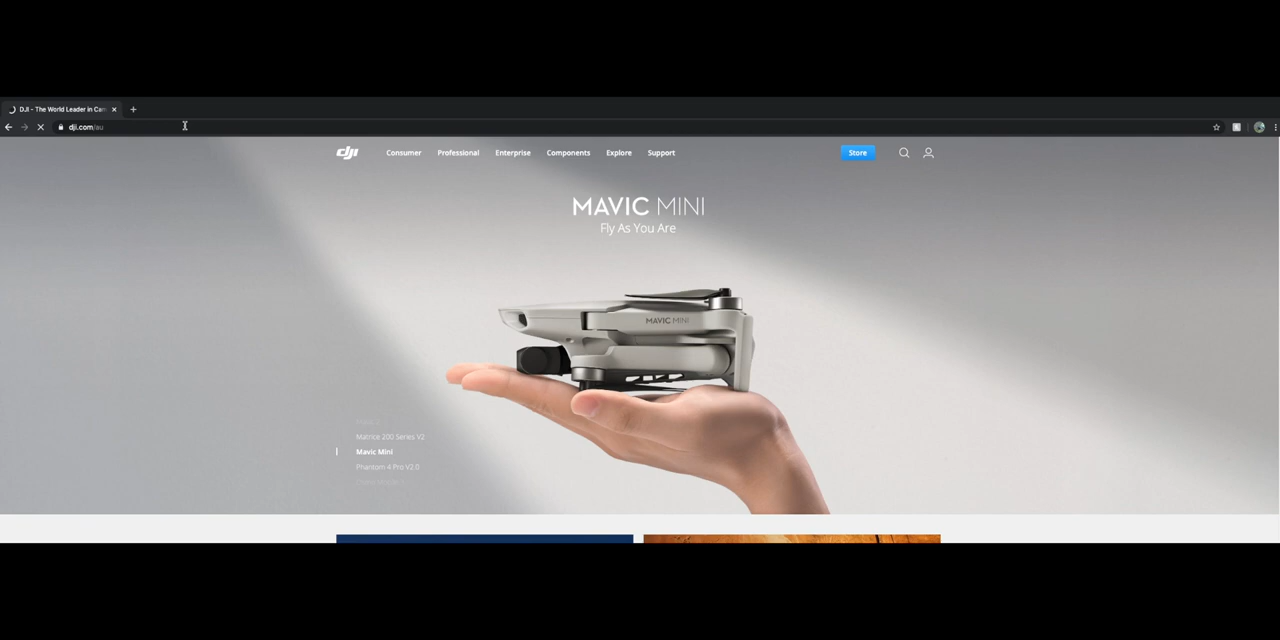 DJI - The World Leader in Cam
dji.com/au
dji Consumer Professional Enterprise Components Explore Support Store
MAVIC MINI
Fly As You Are
MAVIC MINI
Matrice 200 Series V2
Mavic Mini
Phantom 4 Pro V2.0